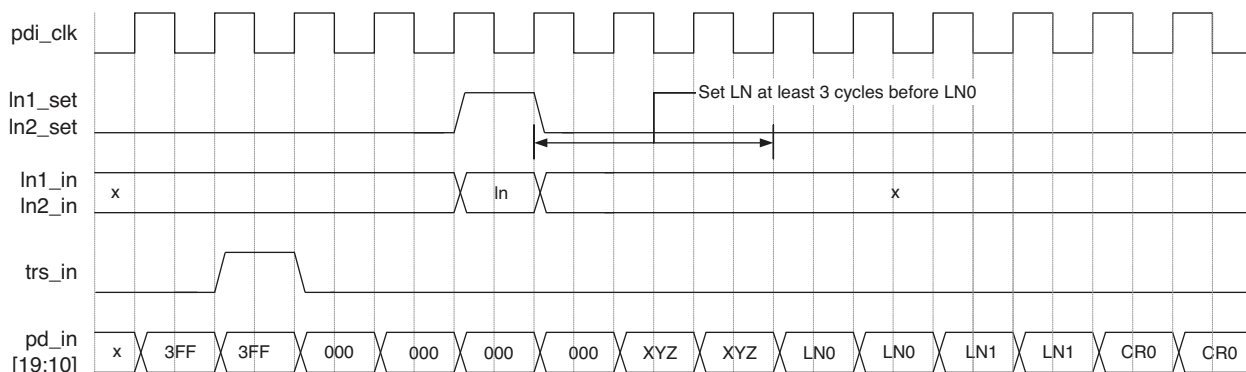 pdi_clk
ln1_set
Set LN at least 3 cycles before LN0
ln2_set
ln1_in
x ln x
ln2_in
trs_in
pd_in
x 3FF 3FF 000 000 000 000 XYZ XYZ LN0 LN0 LN1 LN1 CR0 CR0
[19:10]